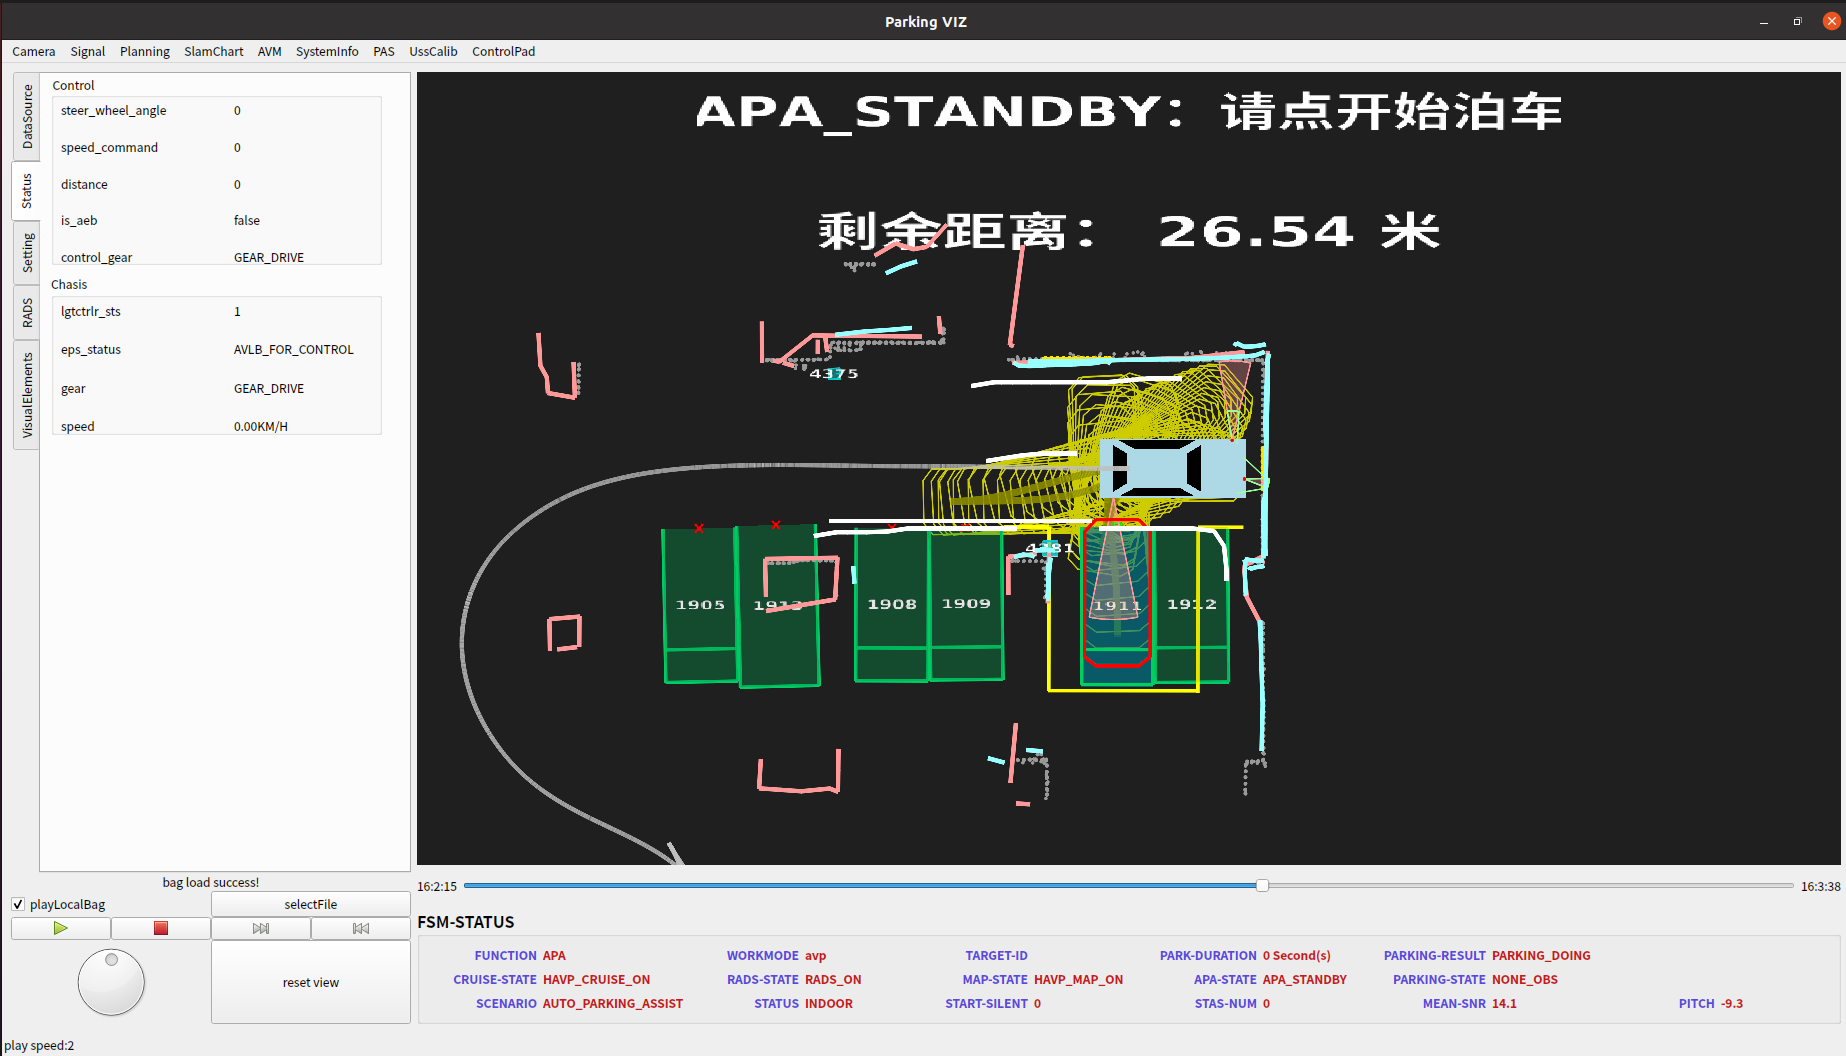 Parking VIZ
Camera Signal Planning SlamChart AVM SystemInfo PAS UssCalib ControlPad
DataSource
Status
Setting
RADS
VisualElements
Control
steer_wheel_angle 0
speed_command 0
distance 0
is_aeb false
control_gear GEAR_DRIVE
Chasis
lgtctrlr_sts 1
eps_status AVLB_FOR_CONTROL
gear GEAR_DRIVE
speed 0.00KM/H
APA_STANDBY: 请点开始泊车
剩余距离: 26.54 米
4375
4381
1905
1913
1908
1909
1911
1912
bag load success!
playLocalBag
selectFile
reset view
play speed:2
16:2:15
16:3:38
FSM-STATUS
FUNCTION APA WORKMODE avp TARGET-ID PARK-DURATION 0 Second(s) PARKING-RESULT PARKING_DOING
CRUISE-STATE HAVP_CRUISE_ON RADS-STATE RADS_ON MAP-STATE HAVP_MAP_ON APA-STATE APA_STANDBY PARKING-STATE NONE_OBS
SCENARIO AUTO_PARKING_ASSIST STATUS INDOOR START-SILENT 0 STAS-NUM 0 MEAN-SNR 14.1 PITCH -9.3